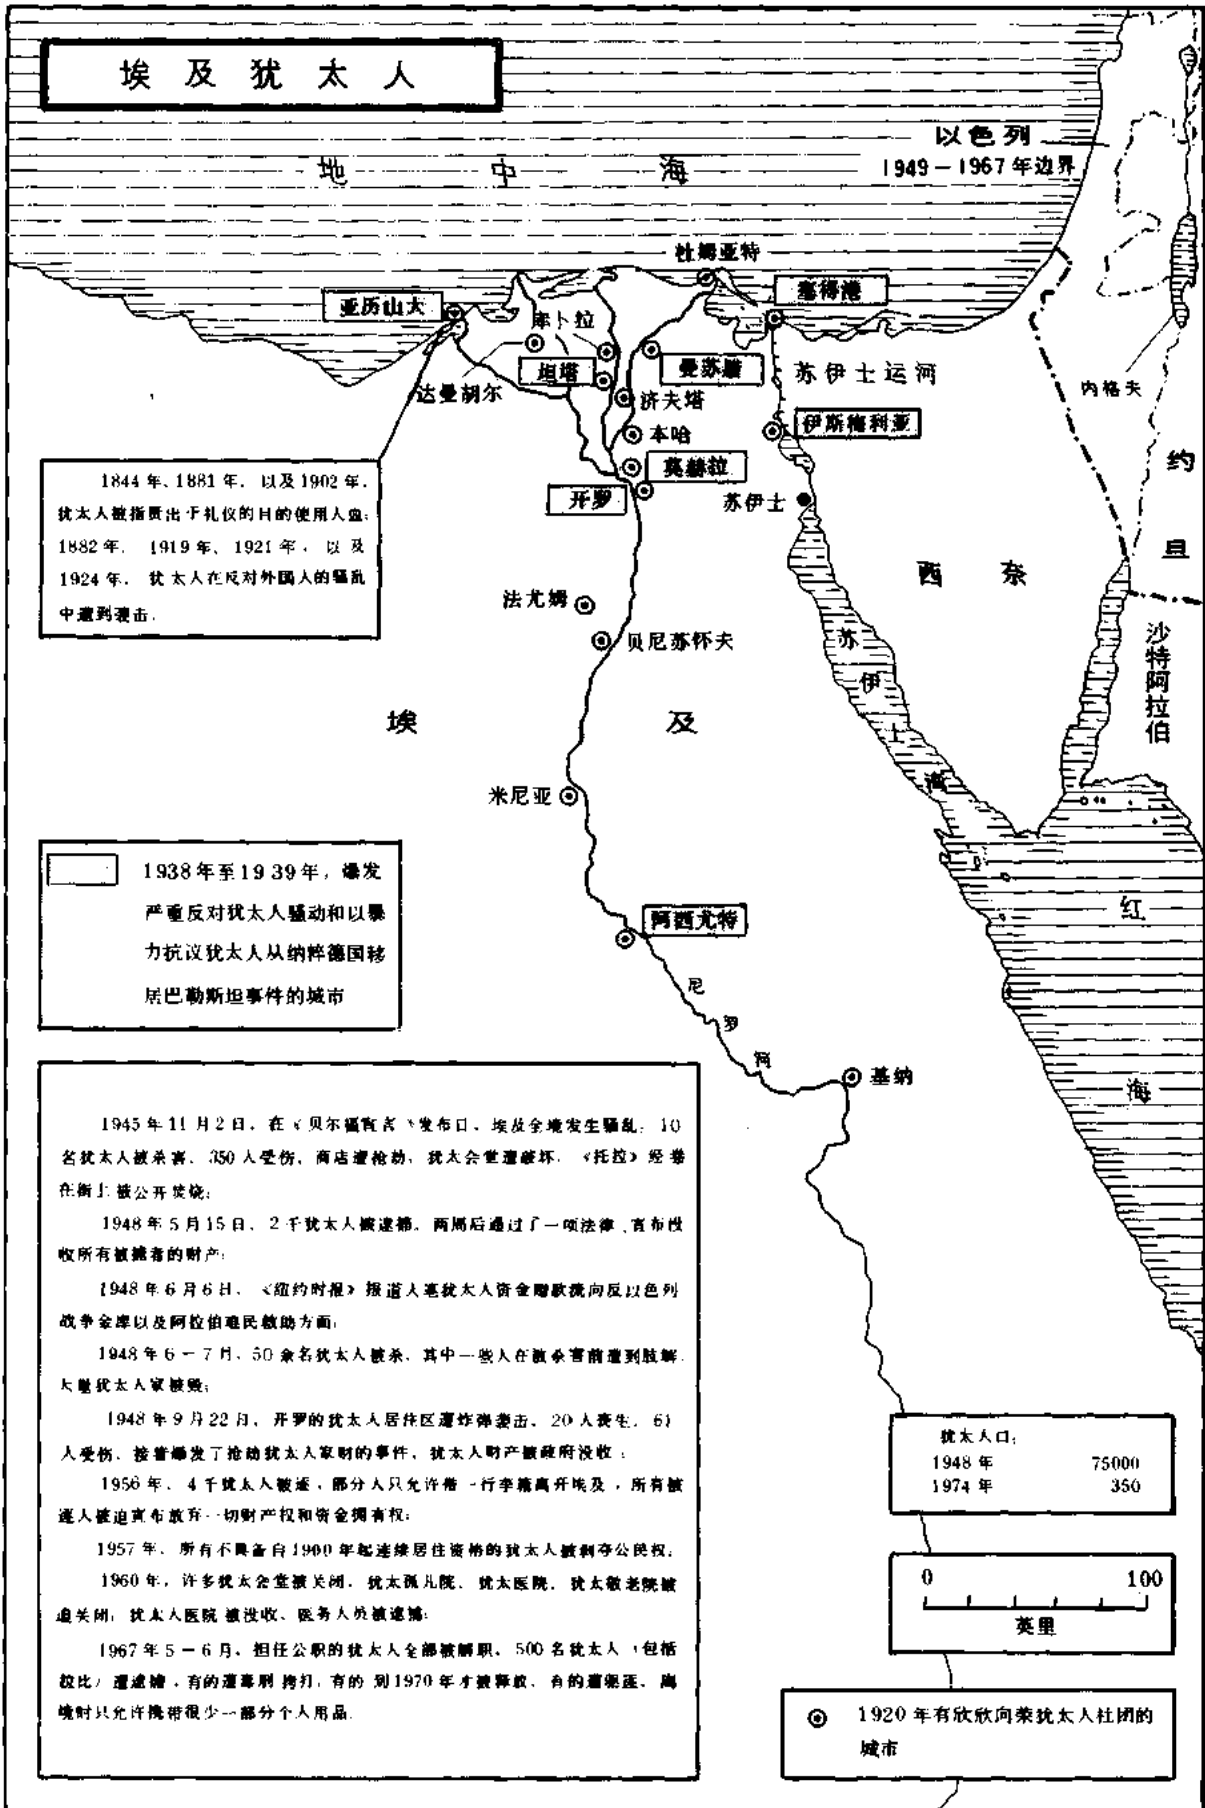 埃及犹太人
地中海
以色列
1949-1967年边界
杜姆亚特
亚历山大
塞得港
库卜拉
坦塔
曼苏腊
苏伊士运河
达曼胡尔
济夫塔
内格夫
本哈
伊斯梅利亚
莫赫拉
开罗
苏伊士
约旦
西奈
1844年、1881年,以及1902年,
犹太人被指责出于礼仪的目的使用人血;
1882年,1919年、1921年,以及
1924年,犹太人在反对外国人的骚乱
中遭到袭击.
法尤姆
贝尼苏怀夫
苏伊士湾
沙特阿拉伯
埃及
米尼亚
1938年至1939年,爆发
严重反对犹太人骚动和以暴
力抗议犹太人从纳粹德国移
居巴勒斯坦事件的城市
阿西尤特
红海
尼罗河
基纳
1945年11月2日,在《贝尔福宣言》发布日,埃及全境发生骚乱;10
名犹太人被杀害,350人受伤,商店遭抢劫,犹太会堂遭破坏,《托拉》经卷
在街上被公开焚烧;
1948年5月15日,2千犹太人被逮捕。两周后通过了一项法律,宣布没
收所有被捕者的财产;
1948年6月6日,《纽约时报》报道大笔犹太人资金赠款流向反以色列
战争金库以及阿拉伯难民救助方面;
1948年6-7月,50余名犹太人被杀,其中一些人在被杀害前遭到肢解.
大量犹太人家被毁;
1948年9月22日,开罗的犹太人居住区遭炸弹袭击,20人丧生,61
人受伤,接着爆发了抢劫犹太人家财的事件,犹太人财产被政府没收;
1956年,4千犹太人被逐,部分人只允许带一行李箱离开埃及,所有被
逐人被迫宣布放弃一切财产权和资金拥有权;
1957年,所有不具备自1900年起连续居住资格的犹太人被剥夺公民权;
1960年,许多犹太会堂被关闭,犹太孤儿院、犹太医院、犹太敬老院被
迫关闭;犹太人医院被没收、医务人员被逮捕;
1967年5-6月,担任公职的犹太人全部被解职,500名犹太人(包括
拉比)遭逮捕,有的遭毒刑拷打,有的到1970年才被释放、有的遭驱逐,离
境时只允许携带很少一部分个人用品.
犹太人口:
1948年 75000
1974年 350
0 100
英里
1920年有欣欣向荣犹太人社团的
城市